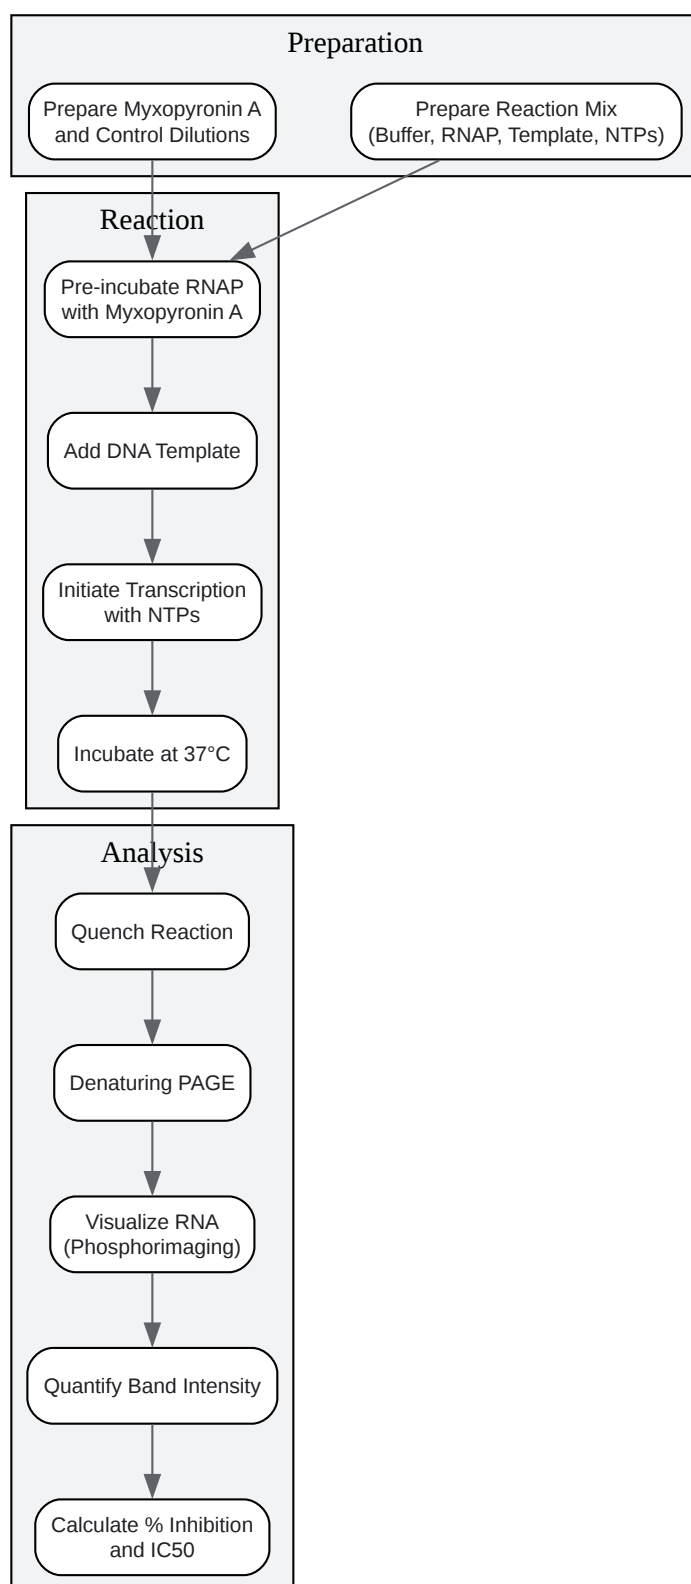 Preparation
Prepare Myxopyronin A
and Control Dilutions
Prepare Reaction Mix
(Buffer, RNAP, Template, NTPs)
Reaction
Pre-incubate RNAP
with Myxopyronin A
Add DNA Template
Initiate Transcription
with NTPs
Incubate at 37°C
Analysis
Quench Reaction
Denaturing PAGE
Visualize RNA
(Phosphorimaging)
Quantify Band Intensity
Calculate % Inhibition
and IC50